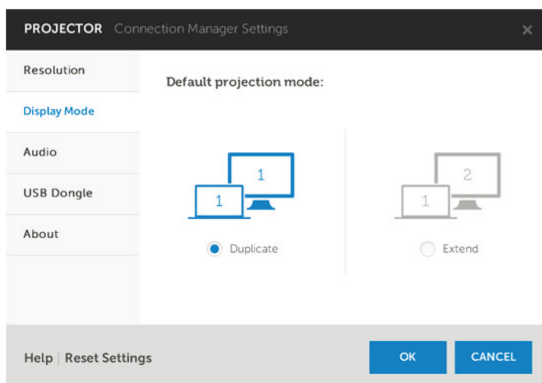 PROJECTOR Connection Manager Settings
Resolution
Display Mode
Audio
USB Dongle
About
Default projection mode:
1
1
Duplicate
2
1
Extend
Help | Reset Settings
OK
CANCEL